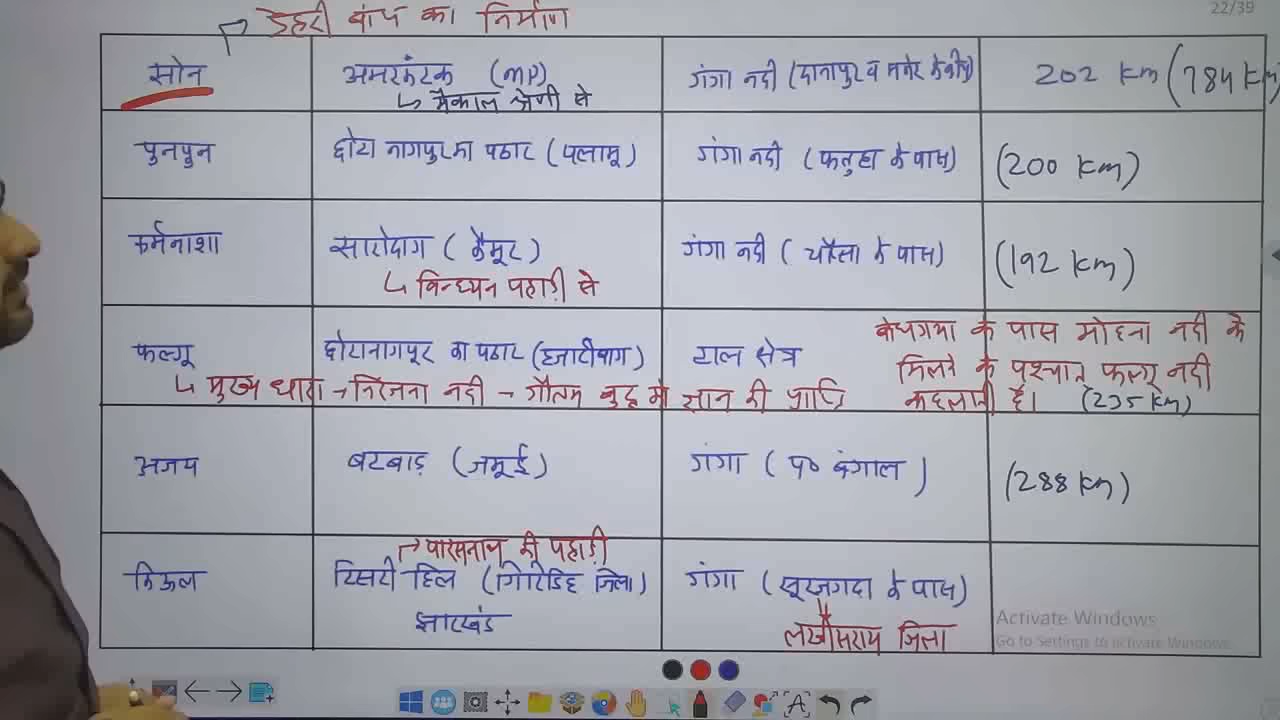 22/39
डेहरी बांध का निर्माण
सोन
अमरकंटक (MP)
↳ मैकाल श्रेणी से
गंगा नदी (दानापुर व मनेर के बीच)
202 km (784 km)
पुनपुन
छोटा नागपुर का पठार (पलामू)
गंगा नदी (फतुहा के पास)
(200 km)
कर्मनाशा
सारोदाग (कैमूर)
↳ विन्ध्यन पहाड़ी से
गंगा नदी (चौसा के पास)
(192 km)
फल्गू
छोटानागपूर का पठार (हजारीबाग)
टाल क्षेत्र
बोधगया के पास मोहना नदी के
मिलने के पश्चात् फल्गू नदी
कहलाती है। (235 km)
↳ मुख्य धारा → निरंजना नदी → गौतम बुद्ध को ज्ञान की प्राप्ति
अजय
बटबाड़ (जमूई)
गंगा (प० बंगाल)
(288 km)
किऊल
→ पारसनाथ की पहाड़ी
तिसरी हिल (गिरिडिह जिला)
झारखंड
गंगा (सूरजगढा के पास)
लखीसराय जिला
Activate Windows
Go to Settings to activate Windows.